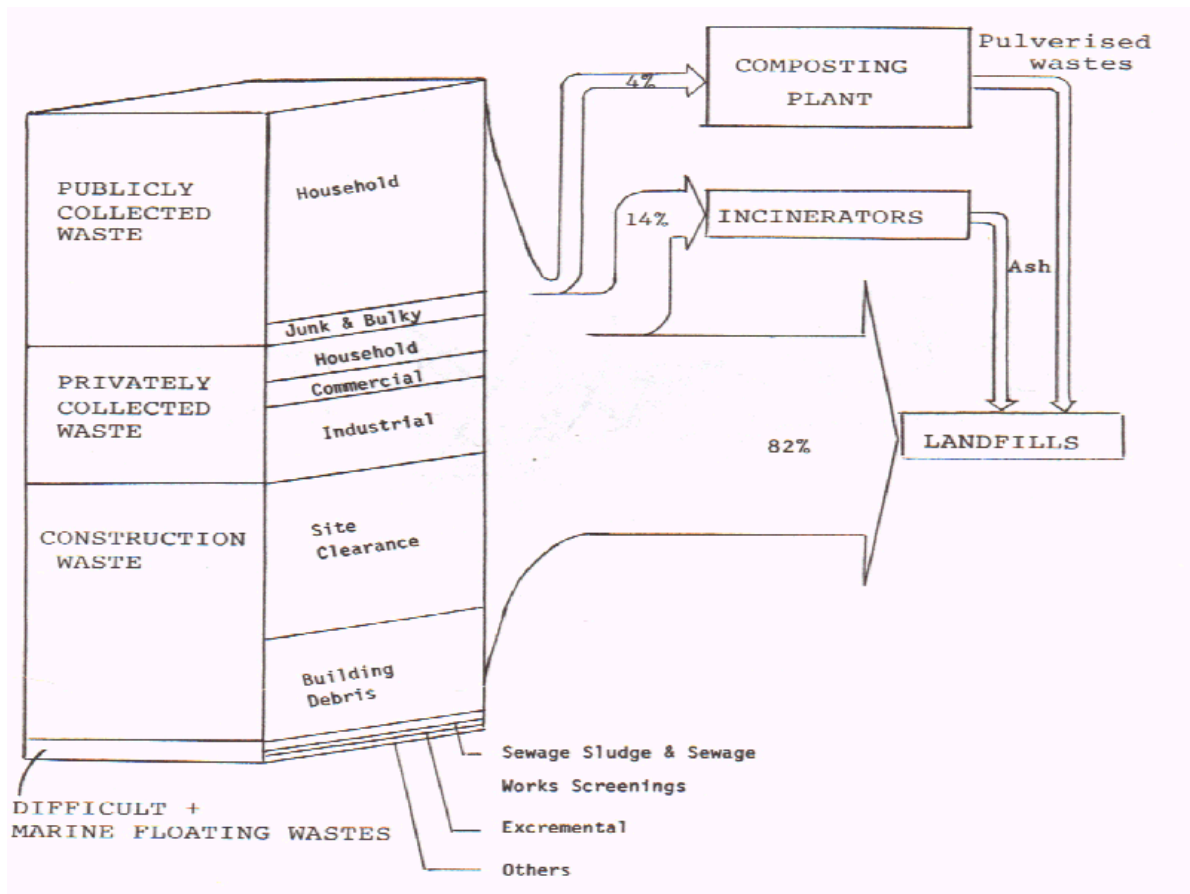 PUBLICLY
COLLECTED
WASTE
PRIVATELY
COLLECTED
WASTE
CONSTRUCTION
WASTE
DIFFICULT +
MARINE FLOATING WASTES
Household
Junk & Bulky
Household
Commercial
Industrial
Site
Clearance
Building
Debris
Sewage Sludge & Sewage
Works Screenings
Excremental
Others
4%
COMPOSTING
PLANT
Pulverised
wastes
14%
INCINERATORS
Ash
82%
LANDFILLS